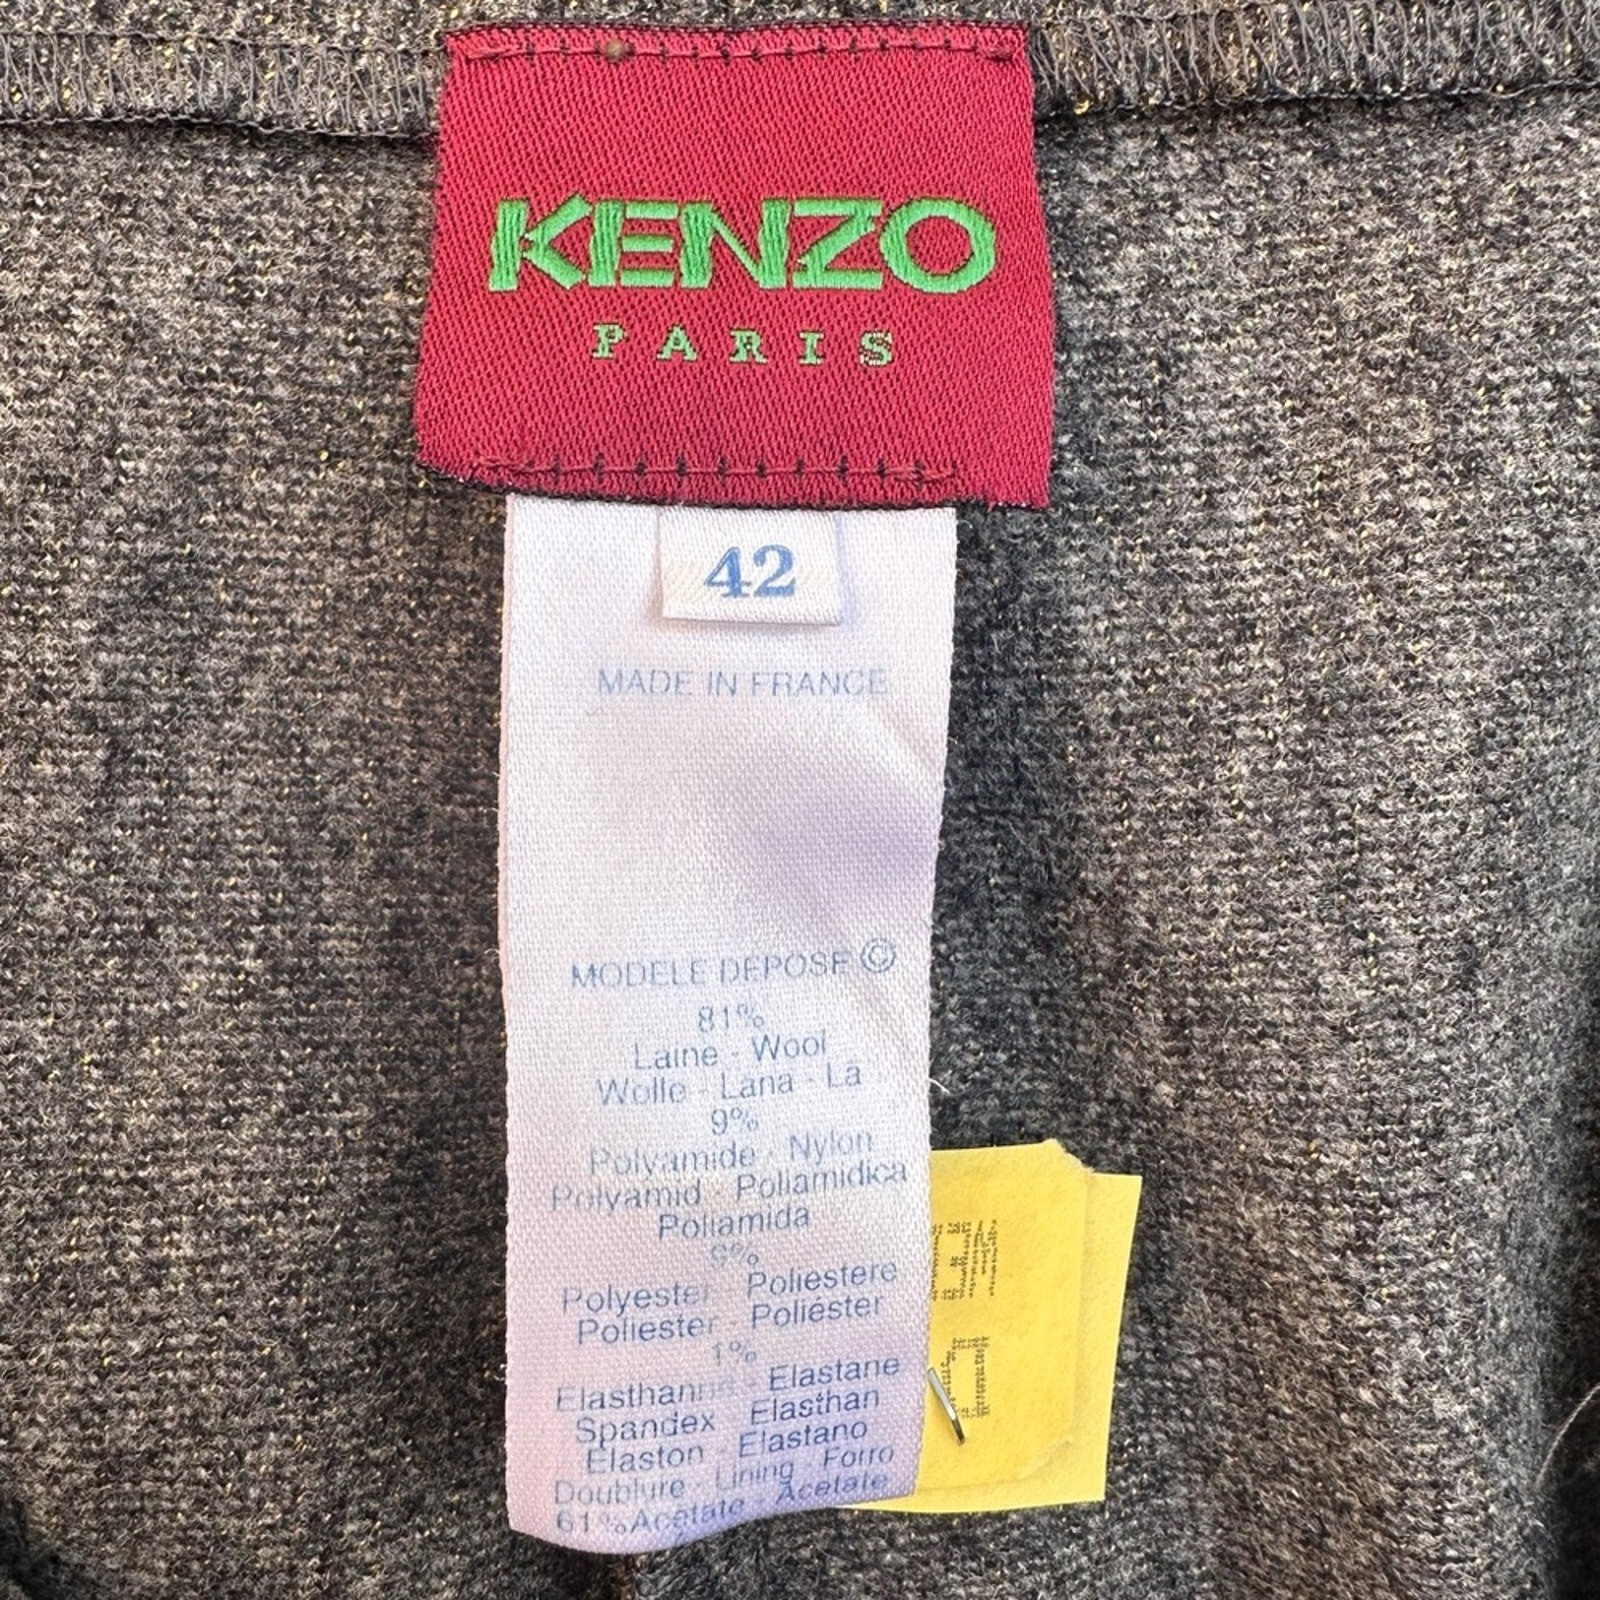 KENZO
PARIS
42
MADE IN FRANCE
MODELE DEPOSE ©
81%
Laine - Wool
Wolle - Lana - Lã
9%
Polyamide - Nylon
Polyamid - Poliamidica
Poliamida
9%
Polyester - Poliestere
Poliester - Poliéster
1%
Elasthanne - Elastane
Spandex - Elasthan
Elaston - Elastano
Doublure - Lining - Forro
61% Acetate - Acetate